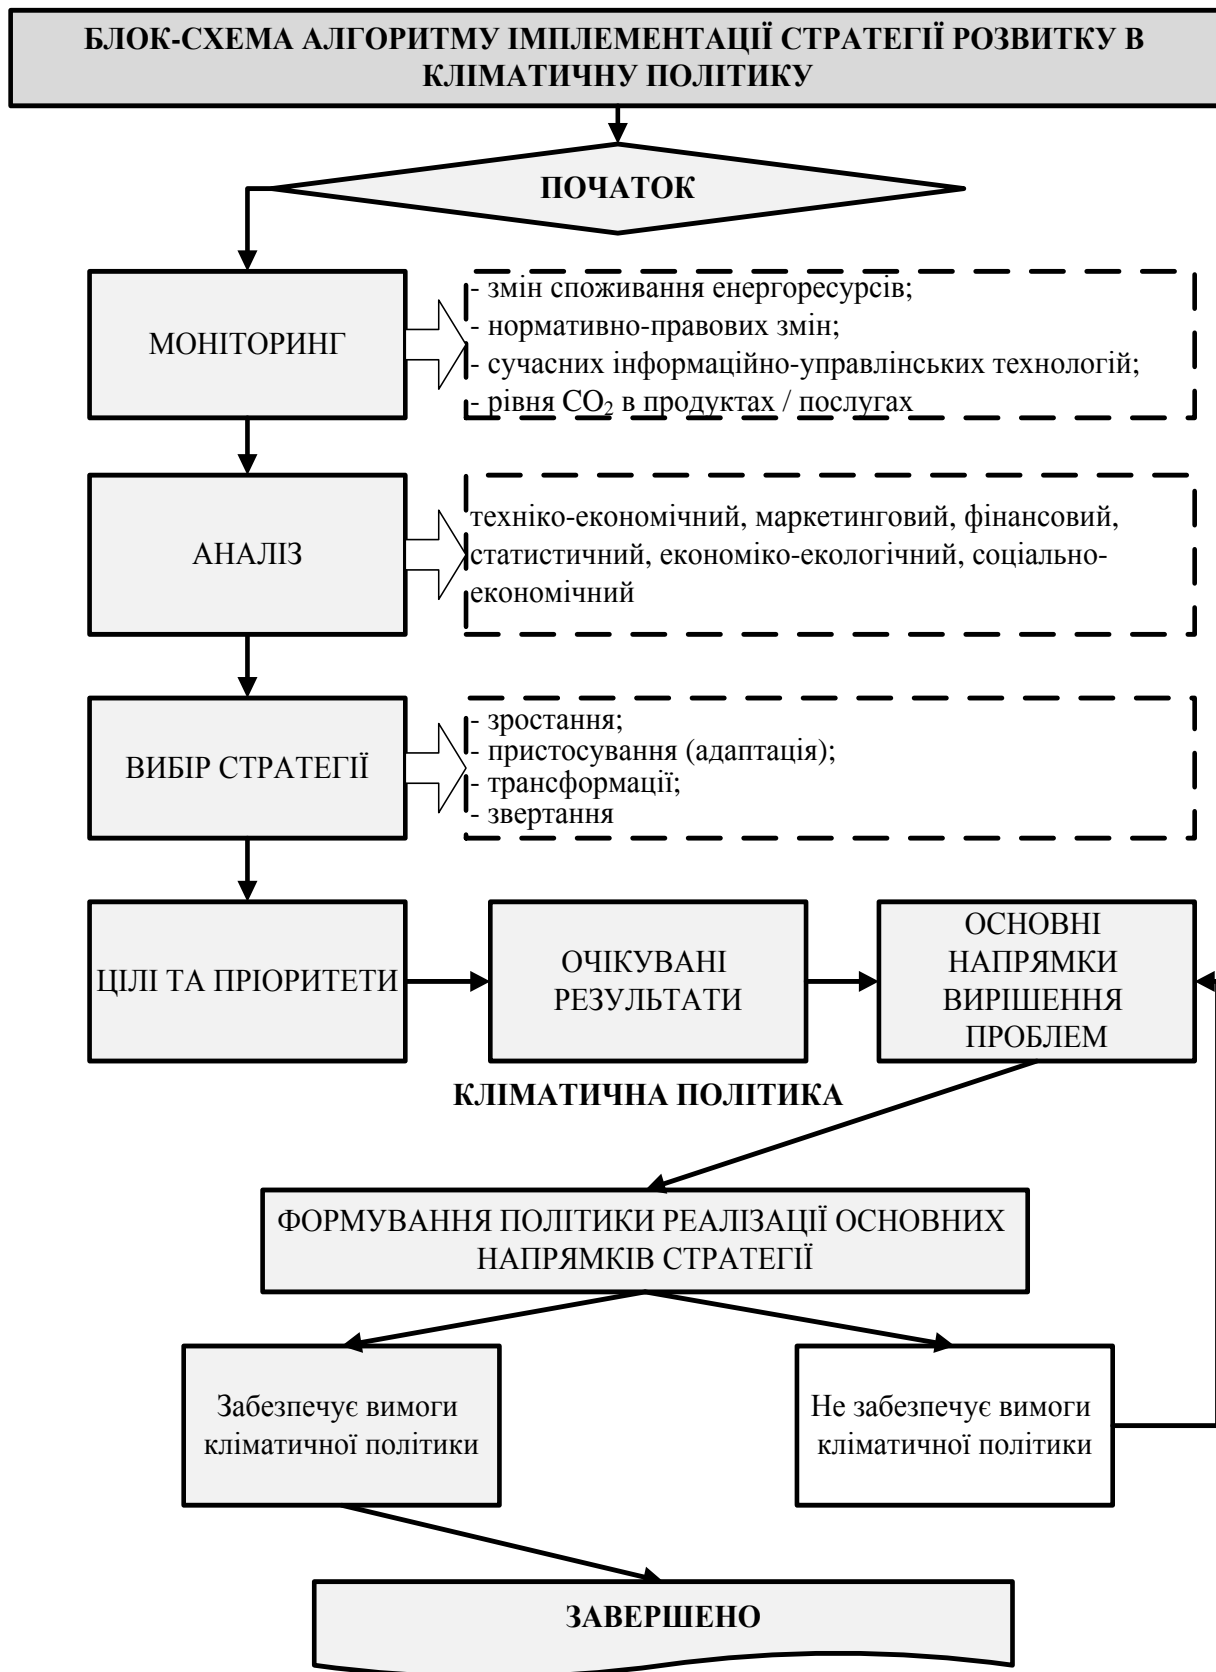 БЛОК-СХЕМА АЛГОРИТМУ ІМПЛЕМЕНТАЦІЇ СТРАТЕГІЇ РОЗВИТКУ В
КЛІМАТИЧНУ ПОЛІТИКУ
ПОЧАТОК
МОНІТОРИНГ
- змін споживання енергоресурсів;
- нормативно-правових змін;
- сучасних інформаційно-управлінських технологій;
- рівня СО₂ в продуктах / послугах
АНАЛІЗ
техніко-економічний, маркетинговий, фінансовий,
статистичний, економіко-екологічний, соціально-
економічний
ВИБІР СТРАТЕГІЇ
- зростання;
- пристосування (адаптація);
- трансформації;
- звертання
ЦІЛІ ТА ПРІОРИТЕТИ
ОЧІКУВАНІ
РЕЗУЛЬТАТИ
ОСНОВНІ
НАПРЯМКИ
ВИРІШЕННЯ
ПРОБЛЕМ
КЛІМАТИЧНА ПОЛІТИКА
ФОРМУВАННЯ ПОЛІТИКИ РЕАЛІЗАЦІЇ ОСНОВНИХ
НАПРЯМКІВ СТРАТЕГІЇ
Забезпечує вимоги
кліматичної політики
Не забезпечує вимоги
кліматичної політики
ЗАВЕРШЕНО